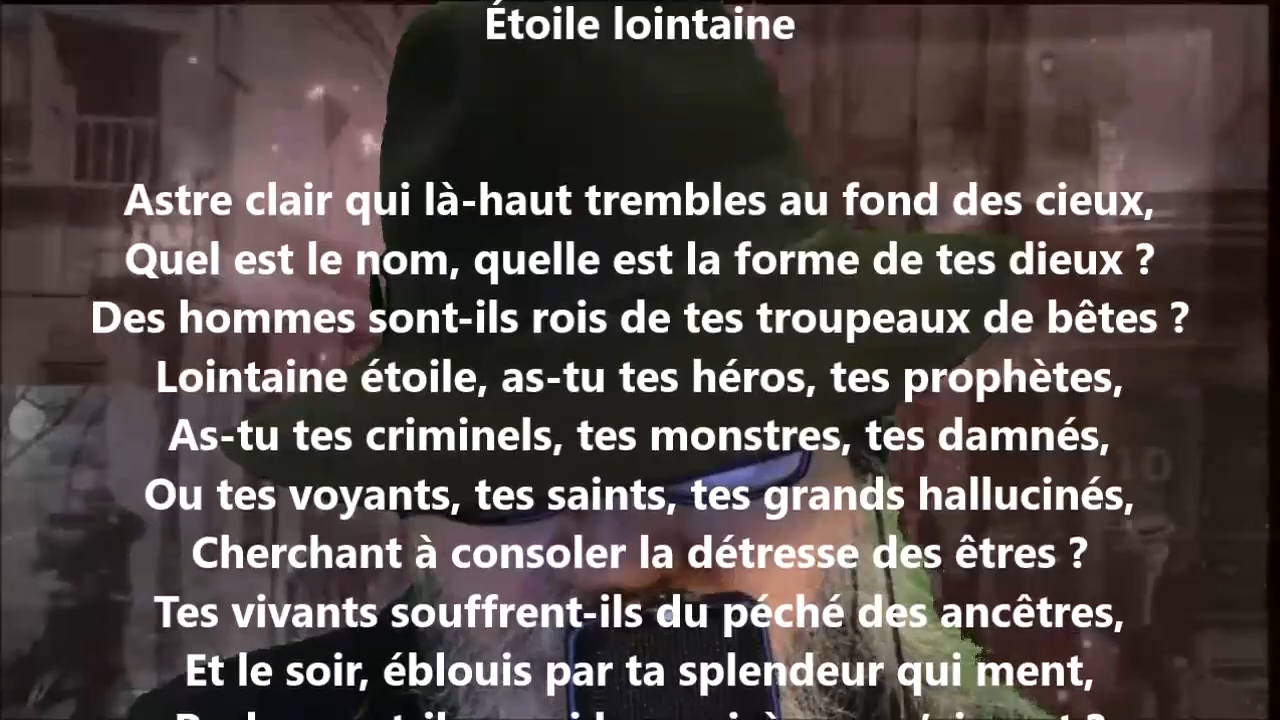 Étoile lointaine
Astre clair qui là-haut trembles au fond des cieux,
Quel est le nom, quelle est la forme de tes dieux ?
Des hommes sont-ils rois de tes troupeaux de bêtes ?
Lointaine étoile, as-tu tes héros, tes prophètes,
As-tu tes criminels, tes monstres, tes damnés,
Ou tes voyants, tes saints, tes grands hallucinés,
Cherchant à consoler la détresse des êtres ?
Tes vivants souffrent-ils du péché des ancêtres,
Et le soir, éblouis par ta splendeur qui ment,